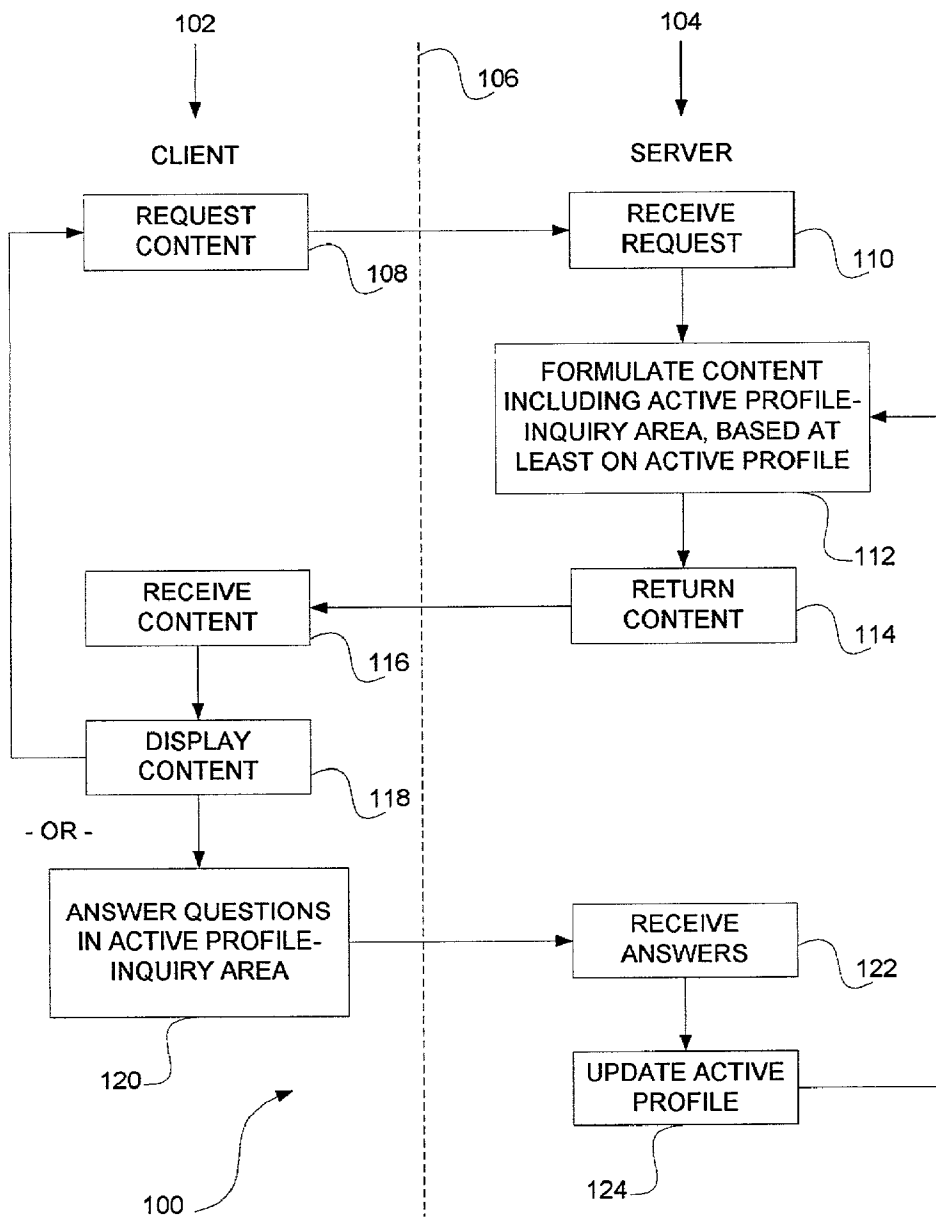 102
104
106
CLIENT
SERVER
REQUEST
CONTENT
108
RECEIVE
REQUEST
110
FORMULATE CONTENT
INCLUDING ACTIVE PROFILE-
INQUIRY AREA, BASED AT
LEAST ON ACTIVE PROFILE
112
RETURN
CONTENT
114
RECEIVE
CONTENT
116
DISPLAY
CONTENT
118
- OR -
ANSWER QUESTIONS
IN ACTIVE PROFILE-
INQUIRY AREA
120
RECEIVE
ANSWERS
122
UPDATE ACTIVE
PROFILE
124
100